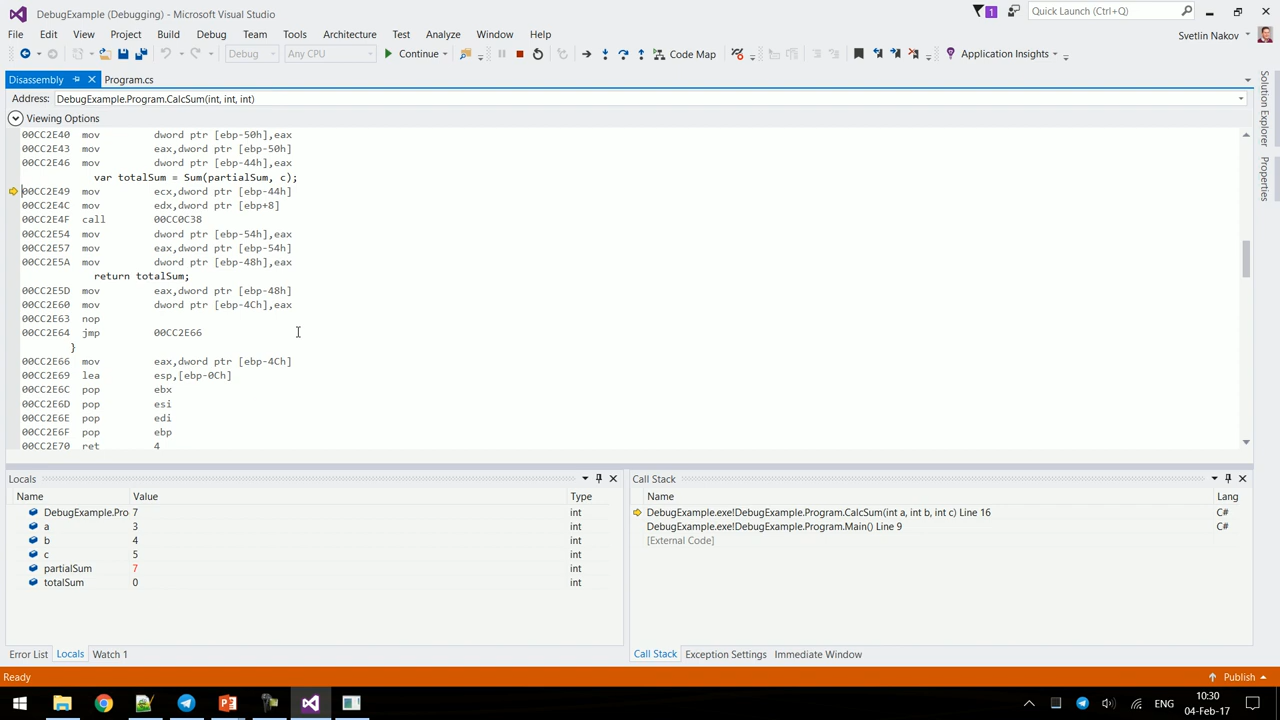 DebugExample (Debugging) - Microsoft Visual Studio
1
Quick Launch (Ctrl+Q)
File Edit View Project Build Debug Team Tools Architecture Test Analyze Window Help
Svetlin Nakov
Debug Any CPU Continue Code Map Application Insights
Disassembly Program.cs
Address: DebugExample.Program.CalcSum(int, int, int)
Viewing Options
00CC2E40 mov dword ptr [ebp-50h],eax
00CC2E43 mov eax,dword ptr [ebp-50h]
00CC2E46 mov dword ptr [ebp-44h],eax
var totalSum = Sum(partialSum, c);
00CC2E49 mov ecx,dword ptr [ebp-44h]
00CC2E4C mov edx,dword ptr [ebp+8]
00CC2E4F call 00CC0C38
00CC2E54 mov dword ptr [ebp-54h],eax
00CC2E57 mov eax,dword ptr [ebp-54h]
00CC2E5A mov dword ptr [ebp-48h],eax
return totalSum;
00CC2E5D mov eax,dword ptr [ebp-48h]
00CC2E60 mov dword ptr [ebp-4Ch],eax
00CC2E63 nop
00CC2E64 jmp 00CC2E66
}
00CC2E66 mov eax,dword ptr [ebp-4Ch]
00CC2E69 lea esp,[ebp-0Ch]
00CC2E6C pop ebx
00CC2E6D pop esi
00CC2E6E pop edi
00CC2E6F pop ebp
00CC2E70 ret 4
Solution Explorer
Properties
Locals
Name Value Type
DebugExample.Pro 7 int
a 3 int
b 4 int
c 5 int
partialSum 7 int
totalSum 0 int
Error List Locals Watch 1
Call Stack
Name Lang
DebugExample.exe!DebugExample.Program.CalcSum(int a, int b, int c) Line 16 C#
DebugExample.exe!DebugExample.Program.Main() Line 9 C#
[External Code]
Call Stack Exception Settings Immediate Window
Ready Publish
ENG
10:30
04-Feb-17